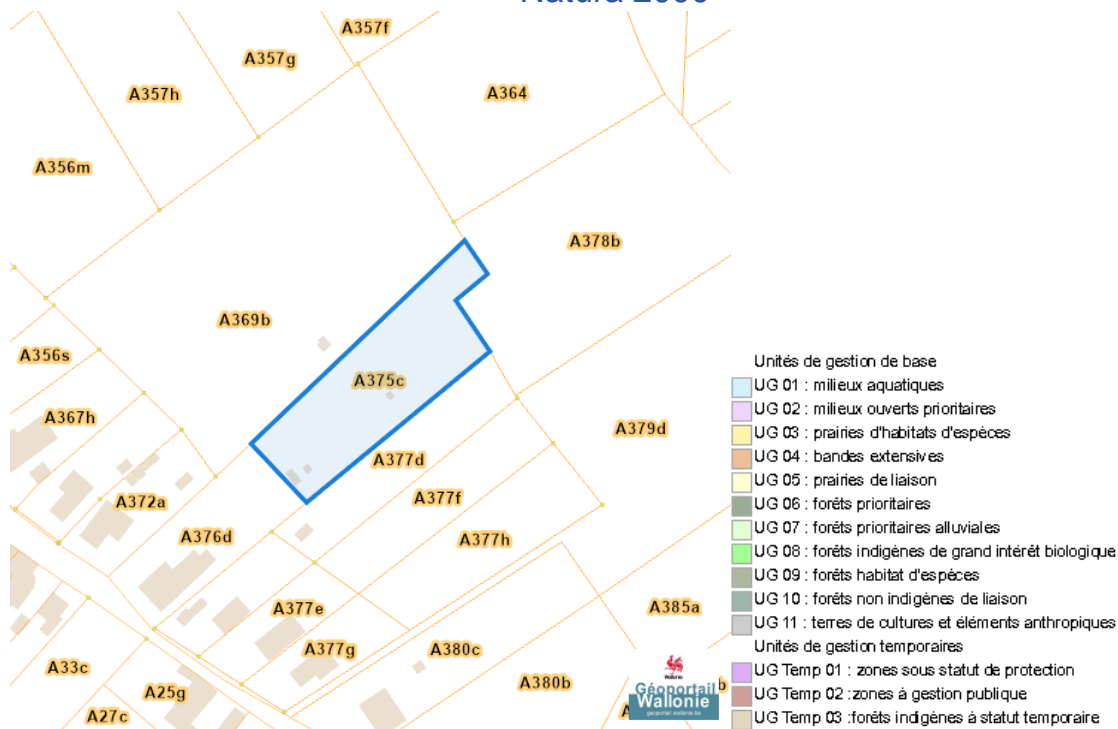 Natura 2000
A357f
A357g
A357h
A364
A356m
A378b
A369b
A356s
A375c
A367h
A379d
A377d
A372a
A377f
A376d
A377h
A377e
A385a
A377g
A380c
A33c
A380b
A25g
A27c
b
Wallonie
Géoportail
Wallonie
geoportail.wallonie.be
Unités de gestion de base
UG 01 : milieux aquatiques
UG 02 : milieux ouverts prioritaires
UG 03 : prairies d'habitats d'espèces
UG 04 : bandes extensives
UG 05 : prairies de liaison
UG 06 : forêts prioritaires
UG 07 : forêts prioritaires alluviales
UG 08 : forêts indigènes de grand intérêt biologique
UG 09 : forêts habitat d'espèces
UG 10 : forêts non indigènes de liaison
UG 11 : terres de cultures et éléments anthropiques
Unités de gestion temporaires
UG Temp 01 : zones sous statut de protection
UG Temp 02 :zones à gestion publique
UG Temp 03 :forêts indigènes à statut temporaire